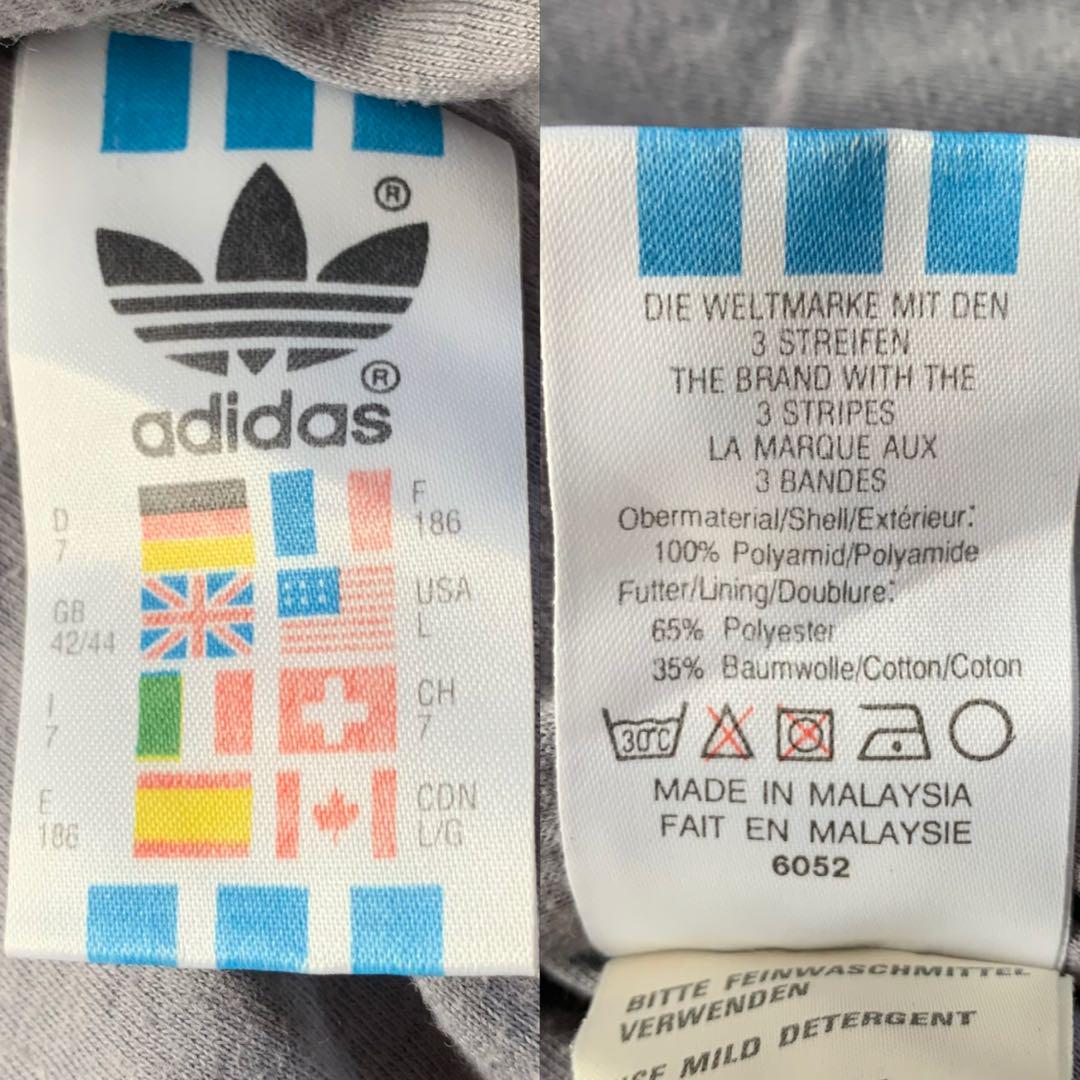 ®
®
adidas
D
7
F
186
GB
42/44
USA
L
I
7
CH
7
E
186
CDN
L/G
DIE WELTMARKE MIT DEN
3 STREIFEN
THE BRAND WITH THE
3 STRIPES
LA MARQUE AUX
3 BANDES
Obermaterial/Shell/Extérieur:
100% Polyamid/Polyamide
Futter/Lining/Doublure:
65% Polyester
35% Baumwolle/Cotton/Coton
30°C
MADE IN MALAYSIA
FAIT EN MALAYSIE
6052
BITTE FEINWASCHMITTEL
VERWENDEN
MILD DETERGENT